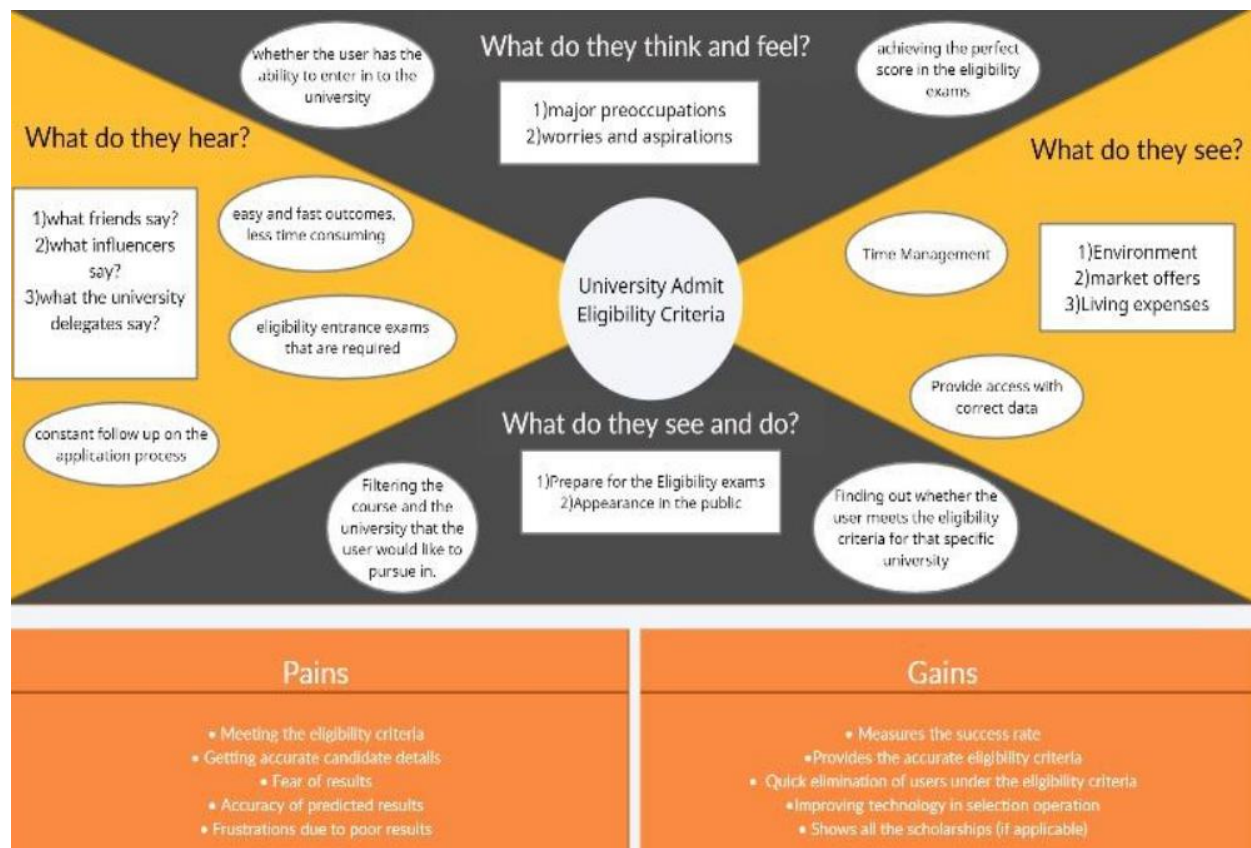 What do they think and feel?
whether the user has the
ability to enter in to the
university
1)major preoccupations
2)worries and aspirations
achieving the perfect
score in the eligibility
exams
What do they hear?
1)what friends say?
2)what influencers
say?
3)what the university
delegates say?
easy and fast outcomes,
less time consuming
eligibility entrance exams
that are required
constant follow up on the
application process
University Admit
Eligibility Criteria
What do they see?
Time Management
1)Environment
2)market offers
3)Living expenses
Provide access with
correct data
What do they see and do?
1)Prepare for the Eligibility exams
2)Appearance in the public
Filtering the
course and the
university that the
user would like to
pursue in.
Finding out whether the
user meets the eligibility
criteria for that specific
university
Pains
• Meeting the eligibility criteria
• Getting accurate candidate details
• Fear of results
• Accuracy of predicted results
• Frustrations due to poor results
Gains
• Measures the success rate
•Provides the accurate eligibility criteria
• Quick elimination of users under the eligibility criteria
•Improving technology in selection operation
• Shows all the scholarships (if applicable)